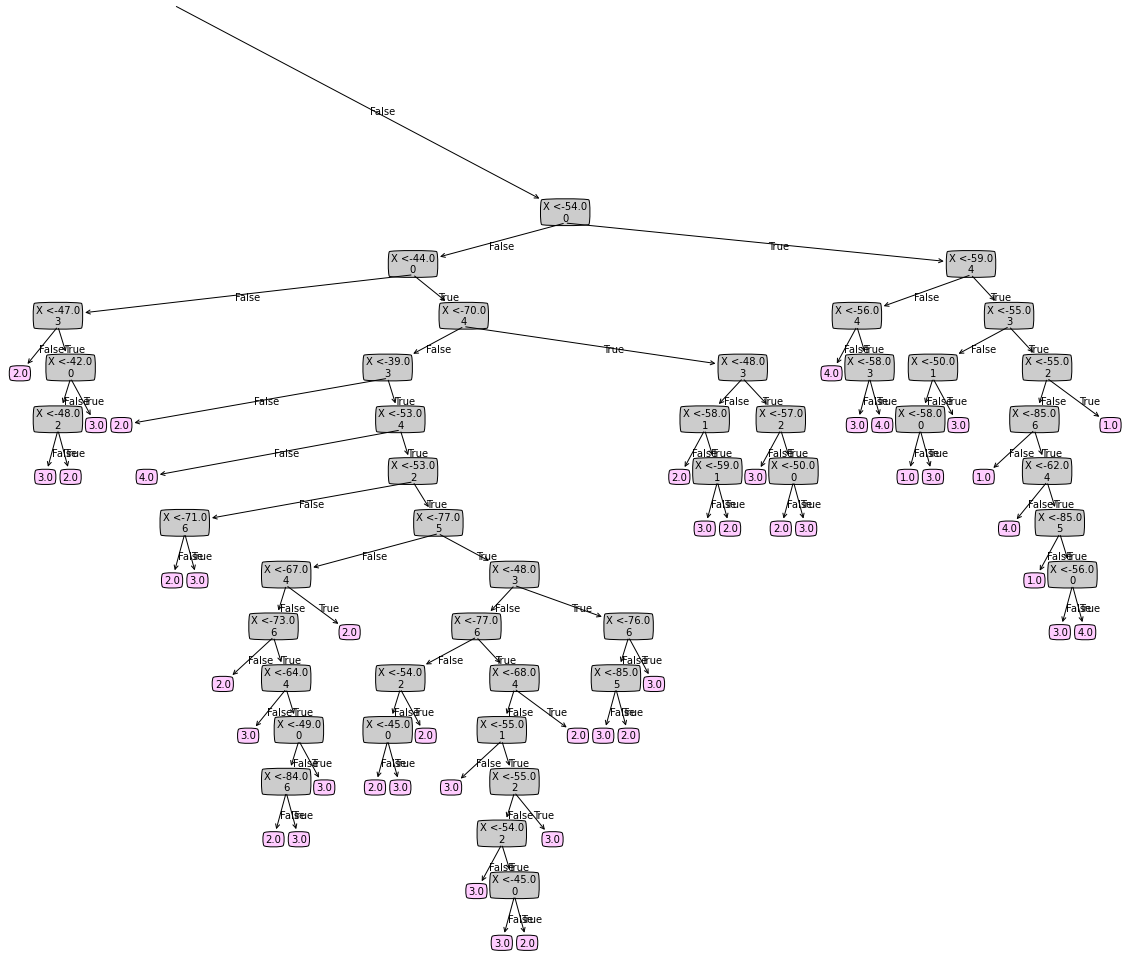 False
X <-54.0
0
False
True
X <-44.0
0
X <-59.0
4
False
True
False
True
X <-47.0
3
X <-70.0
4
X <-56.0
4
X <-55.0
3
False
True
False
True
False
True
False
True
2.0
X <-42.0
0
X <-39.0
3
X <-48.0
3
4.0
X <-58.0
3
X <-50.0
1
X <-55.0
2
False
True
False
True
False
True
False
True
False
True
False
True
X <-48.0
2
3.0
2.0
X <-53.0
4
X <-58.0
1
X <-57.0
2
3.0
4.0
X <-58.0
0
3.0
X <-85.0
6
1.0
False
True
False
True
False
True
False
True
False
True
False
True
3.0
2.0
4.0
X <-53.0
2
2.0
X <-59.0
1
3.0
X <-50.0
0
1.0
3.0
1.0
X <-62.0
4
False
True
False
True
False
True
False
True
X <-71.0
6
X <-77.0
5
3.0
2.0
2.0
3.0
4.0
X <-85.0
5
False
True
False
True
False
True
2.0
3.0
X <-67.0
4
X <-48.0
3
1.0
X <-56.0
0
False
True
False
True
False
True
X <-73.0
6
2.0
X <-77.0
6
X <-76.0
6
3.0
4.0
False
True
False
True
False
True
2.0
X <-64.0
4
X <-54.0
2
X <-68.0
4
X <-85.0
5
3.0
False
True
False
True
False
True
False
True
3.0
X <-49.0
0
X <-45.0
0
2.0
X <-55.0
1
2.0
3.0
2.0
False
True
False
True
False
True
X <-84.0
6
3.0
2.0
3.0
3.0
X <-55.0
2
False
True
False
True
2.0
3.0
X <-54.0
2
3.0
False
True
3.0
X <-45.0
0
False
True
3.0
2.0